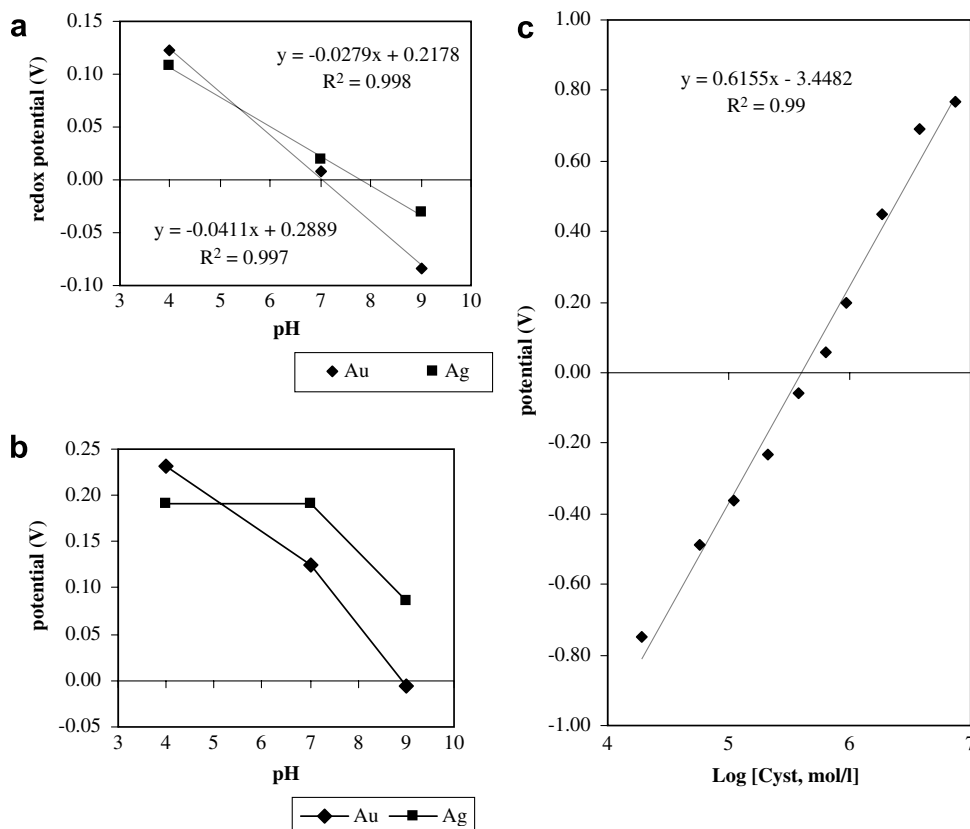 a
0.15
0.10
0.05
0.00
-0.05
-0.10
redox potential (V)
y = -0.0279x + 0.2178
R² = 0.998
y = -0.0411x + 0.2889
R² = 0.997
3 4 5 6 7 8 9 10
pH
Au Ag
b
0.25
0.20
0.15
0.10
0.05
0.00
-0.05
potential (V)
3 4 5 6 7 8 9 10
pH
Au Ag
c
1.00
0.80
0.60
0.40
0.20
0.00
-0.20
-0.40
-0.60
-0.80
-1.00
potential (V)
y = 0.6155x - 3.4482
R² = 0.99
4 5 6 7
Log [Cyst, mol/l]